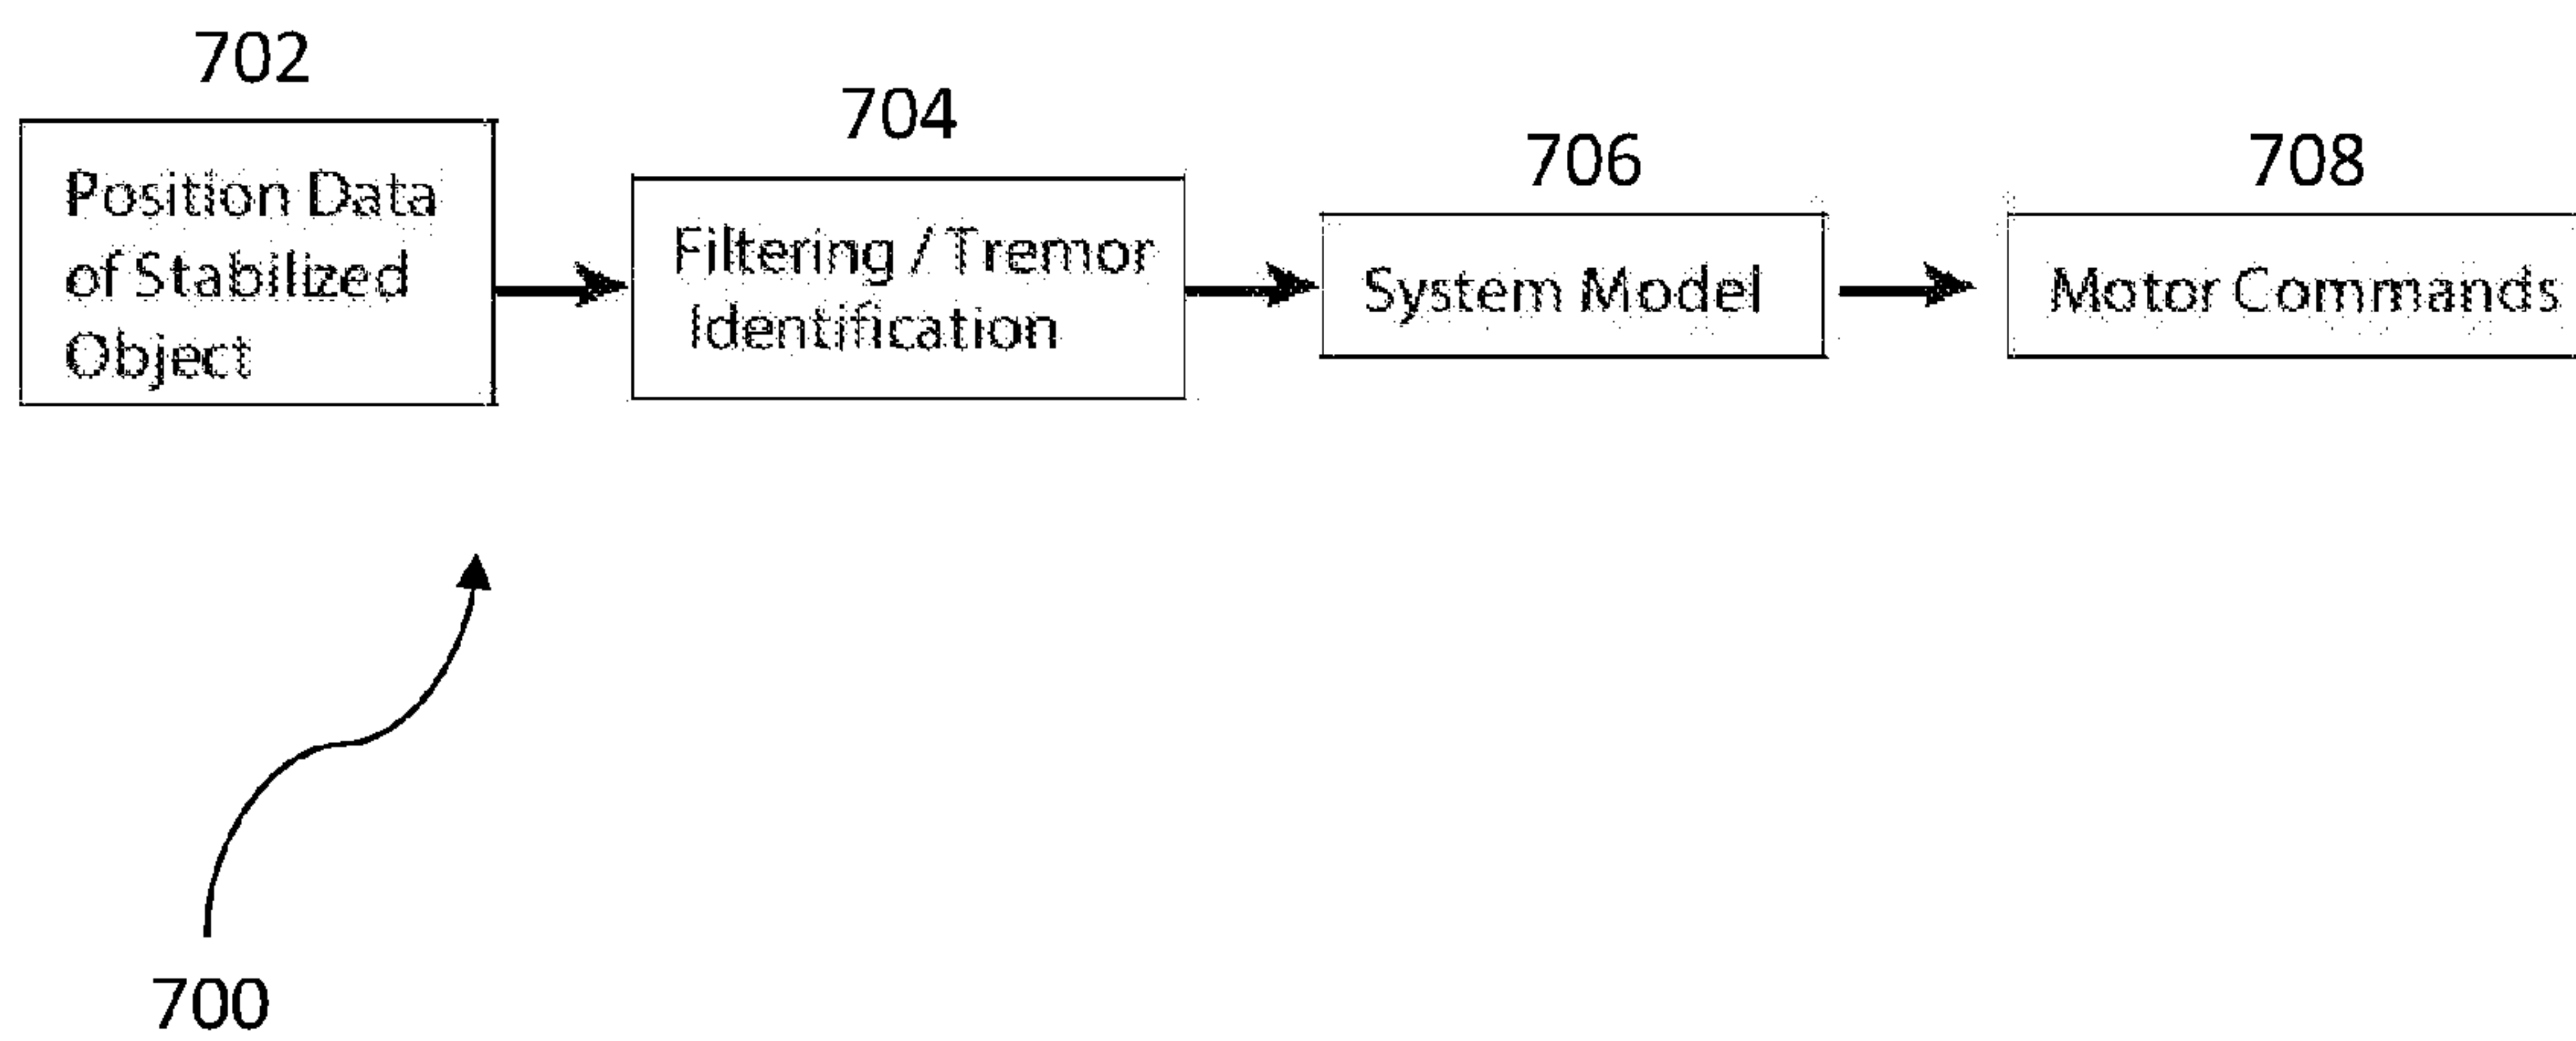 702
Position Data
of Stabilized
Object
704
Filtering / Tremor
Identification
706
System Model
708
Motor Commands
700